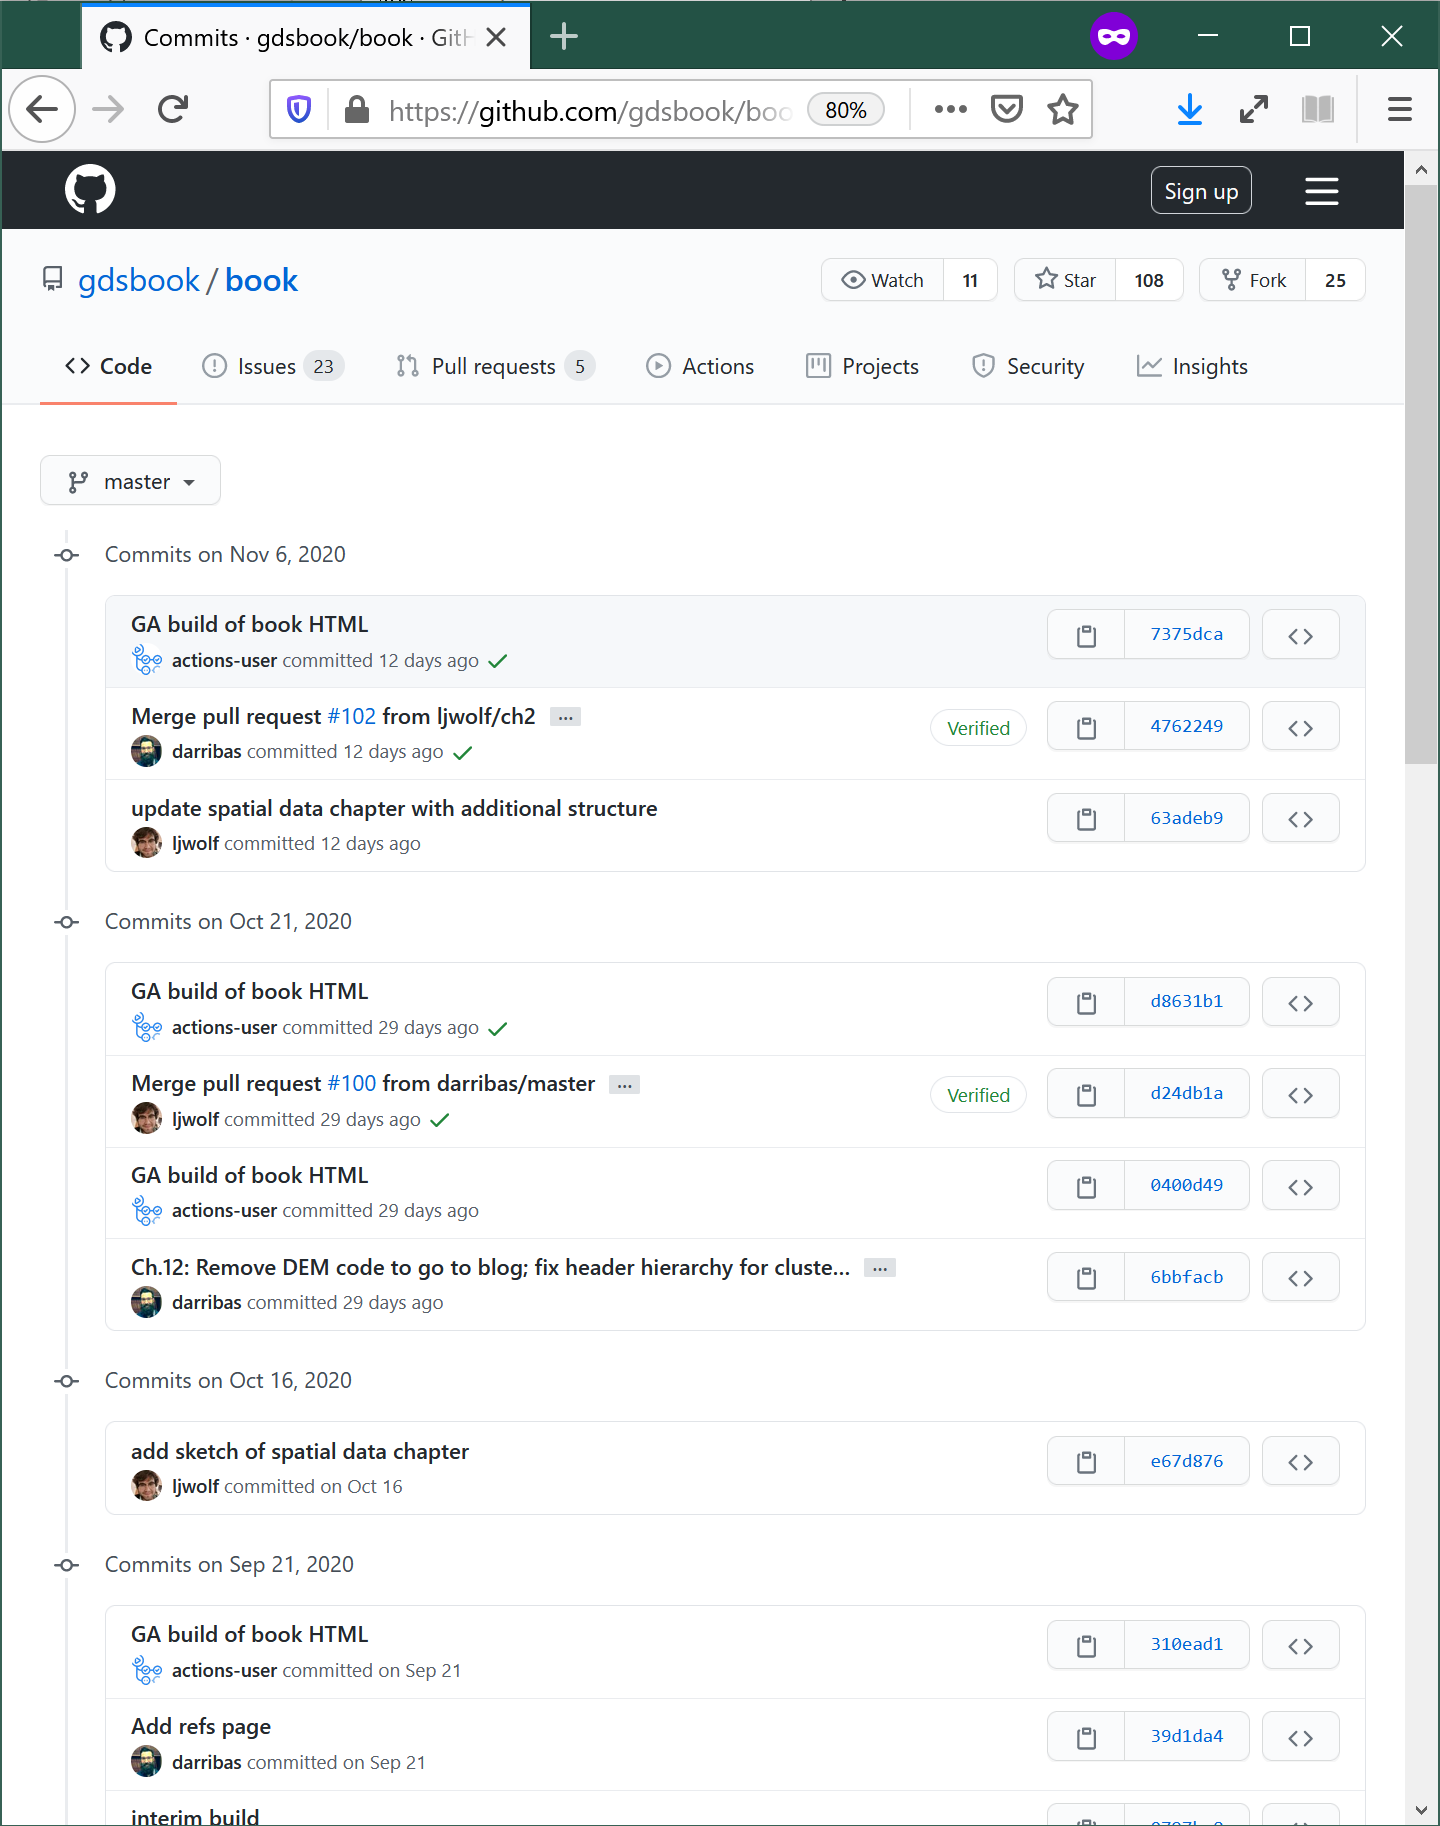 Commits · gdsbook/book · Git
https://github.com/gdsbook/boo
80%
Sign up
gdsbook / book
Watch 11
Star 108
Fork 25
Code
Issues 23
Pull requests 5
Actions
Projects
Security
Insights
master
Commits on Nov 6, 2020
GA build of book HTML
7375dca
actions-user committed 12 days ago
Merge pull request #102 from ljwolf/ch2 ...
Verified
4762249
darribas committed 12 days ago
update spatial data chapter with additional structure
63adeb9
ljwolf committed 12 days ago
Commits on Oct 21, 2020
GA build of book HTML
d8631b1
actions-user committed 29 days ago
Merge pull request #100 from darribas/master ...
Verified
d24db1a
ljwolf committed 29 days ago
GA build of book HTML
0400d49
actions-user committed 29 days ago
Ch.12: Remove DEM code to go to blog; fix header hierarchy for cluste... ...
6bbfacb
darribas committed 29 days ago
Commits on Oct 16, 2020
add sketch of spatial data chapter
e67d876
ljwolf committed on Oct 16
Commits on Sep 21, 2020
GA build of book HTML
310ead1
actions-user committed on Sep 21
Add refs page
39d1da4
darribas committed on Sep 21
interim build